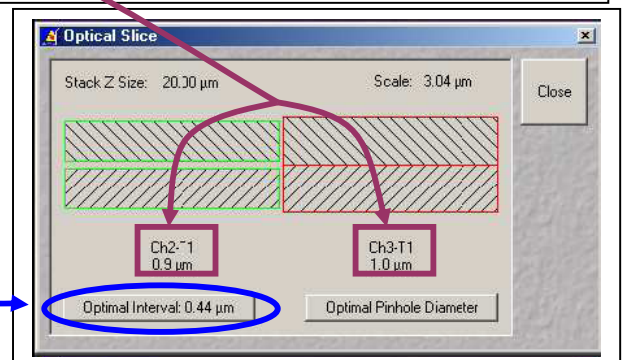 Optical Slice
Stack Z Size: 20.00 µm
Scale: 3.04 µm
Close
Ch2-T1
0.9 µm
Ch3-T1
1.0 µm
Optimal Interval: 0.44 µm
Optimal Pinhole Diameter